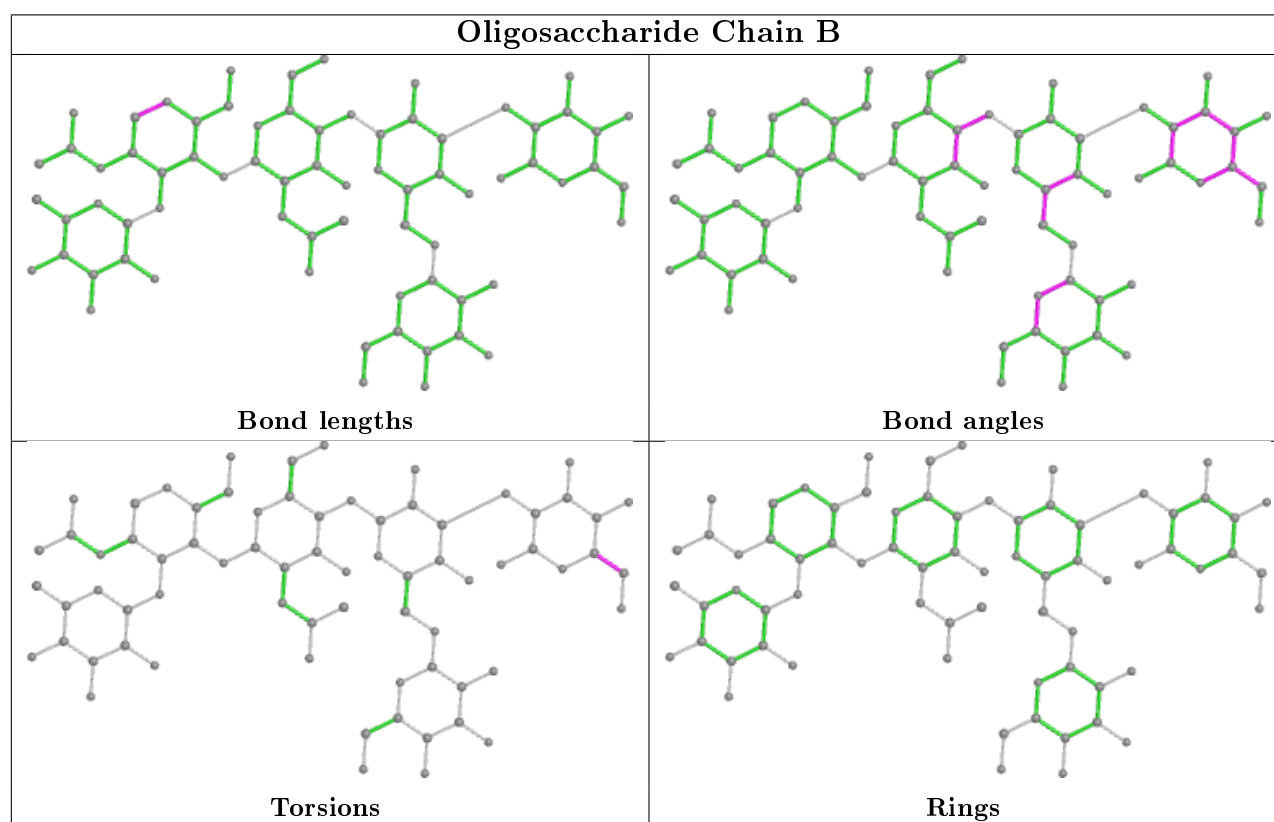 Oligosaccharide Chain B
Bond lengths
Bond angles
Torsions
Rings